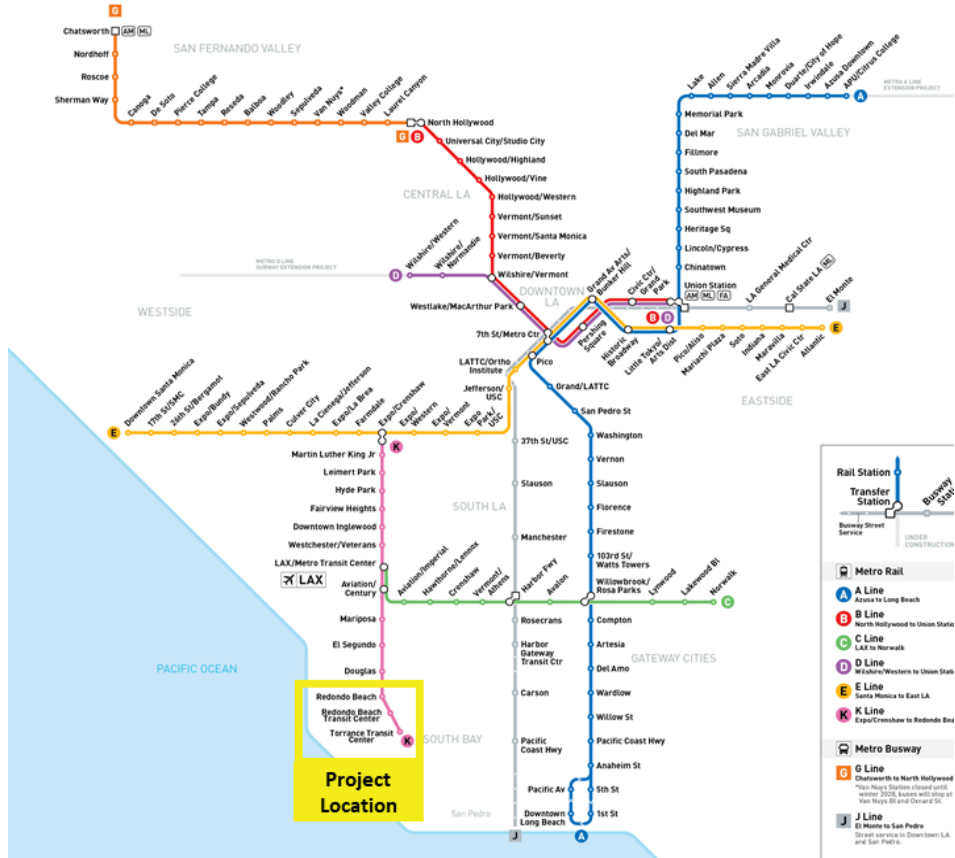 G
Chatsworth
AM ML
Nordhoff
Roscoe
Sherman Way
SAN FERNANDO VALLEY
Canoga
De Soto
Pierce College
Tampa
Reseda
Balboa
Woodley
Sepulveda
Van Nuys*
Woodman
Valley College
Laurel Canyon
North Hollywood
G B
Universal City/Studio City
Hollywood/Highland
Hollywood/Vine
CENTRAL LA
Hollywood/Western
Vermont/Sunset
Vermont/Santa Monica
Vermont/Beverly
Wilshire/Vermont
Wilshire/Western
Wilshire/
Normandie
METRO D LINE
SUBWAY EXTENSION PROJECT
D
WESTSIDE
Westlake/MacArthur Park
7th St/Metro Ctr
DOWNTOWN
LA
Grand Av Arts/
Bunker Hill
Civic Ctr/
Grand
Park
Pershing
Square
Historic
Broadway
Little Tokyo/
Arts Dist
B D
Lake
Allen
Sierra Madre Villa
Arcadia
Monrovia
Duarte/City of Hope
Irwindale
Azusa Downtown
APU/Citrus College
A
METRO A LINE
EXTENSION PROJECT
Memorial Park
Del Mar
SAN GABRIEL VALLEY
Fillmore
South Pasadena
Highland Park
Southwest Museum
Heritage Sq
Lincoln/Cypress
Chinatown
Union Station
AM ML FA
LA General Medical Ctr
Cal State LA ML
El Monte
J
Pico/Aliso
Mariachi Plaza
Soto
Indiana
Maravilla
East LA Civic Ctr
Atlantic
E
EASTSIDE
LATTC/Ortho
Institute
Pico
Jefferson/
USC
Grand/LATTC
San Pedro St
E
Downtown Santa Monica
17th St/SMC
26th St/Bergamot
Expo/Bundy
Expo/Sepulveda
Westwood/Rancho Park
Palms
Culver City
La Cienega/Jefferson
Expo/La Brea
Farmdale
Expo/Crenshaw
Expo/
Western
Expo/
Vermont
Expo
Park/
USC
K
Martin Luther King Jr
Leimert Park
Hyde Park
Fairview Heights
Downtown Inglewood
Westchester/Veterans
LAX/Metro Transit Center
LAX
Aviation/
Century
Mariposa
El Segundo
Douglas
Redondo Beach
Redondo Beach
Transit Center
Torrance Transit
Center
K
Project
Location
SOUTH BAY
PACIFIC OCEAN
SOUTH LA
Aviation/Imperial
Hawthorne/Lennox
Crenshaw
Vermont/
Athens
Harbor Fwy
Avalon
Willowbrook/
Rosa Parks
Lynwood
Lakewood Bl
Norwalk
C
37th St/USC
Slauson
Manchester
Rosecrans
Harbor
Gateway
Transit Ctr
Carson
Pacific
Coast Hwy
San Pedro
J
Washington
Vernon
Slauson
Florence
Firestone
103rd St/
Watts Towers
Compton
Artesia
GATEWAY CITIES
Del Amo
Wardlow
Willow St
Pacific Coast Hwy
Anaheim St
Pacific Av
5th St
Downtown
Long Beach
1st St
A
Rail Station
Transfer
Station
Busway
Busway Street
Service
UNDER
Metro Rail
A A Line
Azusa to Long Beach
B B Line
North Hollywood to Union
C C Line
LAX to Norwalk
D D Line
Wilshire/Western to Union
E E Line
Santa Monica to East LA
K K Line
Expo/Crenshaw to Redondo
Metro Busway
G G Line
Chatsworth to North Hollywood
*Van Nuys Station closed until
winter 2028, buses will stop at
Van Nuys Bl and Oxnard St.
J J Line
El Monte to San Pedro
Street service in Downtown LA
and San Pedro.